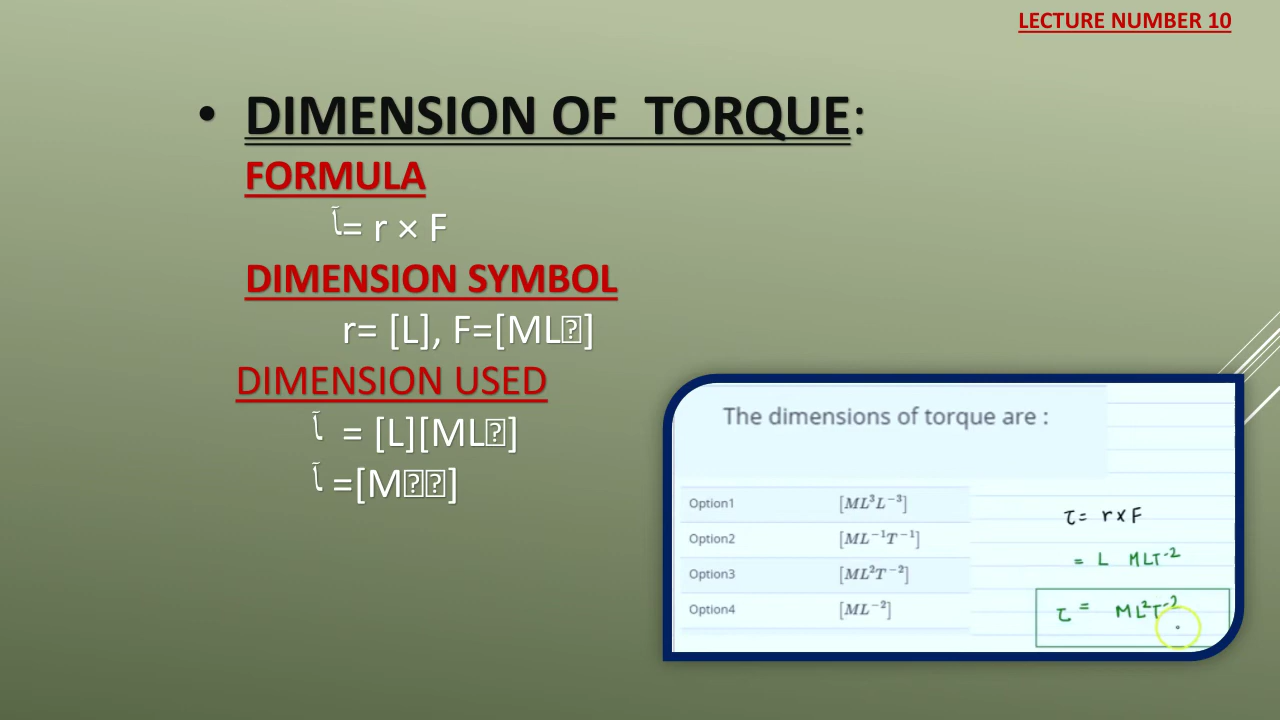 LECTURE NUMBER 10
• DIMENSION OF TORQUE:
FORMULA
آ= r × F
DIMENSION SYMBOL
r= [L], F=[ML⍰]
DIMENSION USED
آ = [L][ML⍰]
آ =[M⍰⍰]
The dimensions of torque are :
Option1 [ML³L⁻³]
Option2 [ML⁻¹T⁻¹]
Option3 [ML²T⁻²]
Option4 [ML⁻²]
τ= r×F
= L MLT⁻²
τ = ML²T⁻²